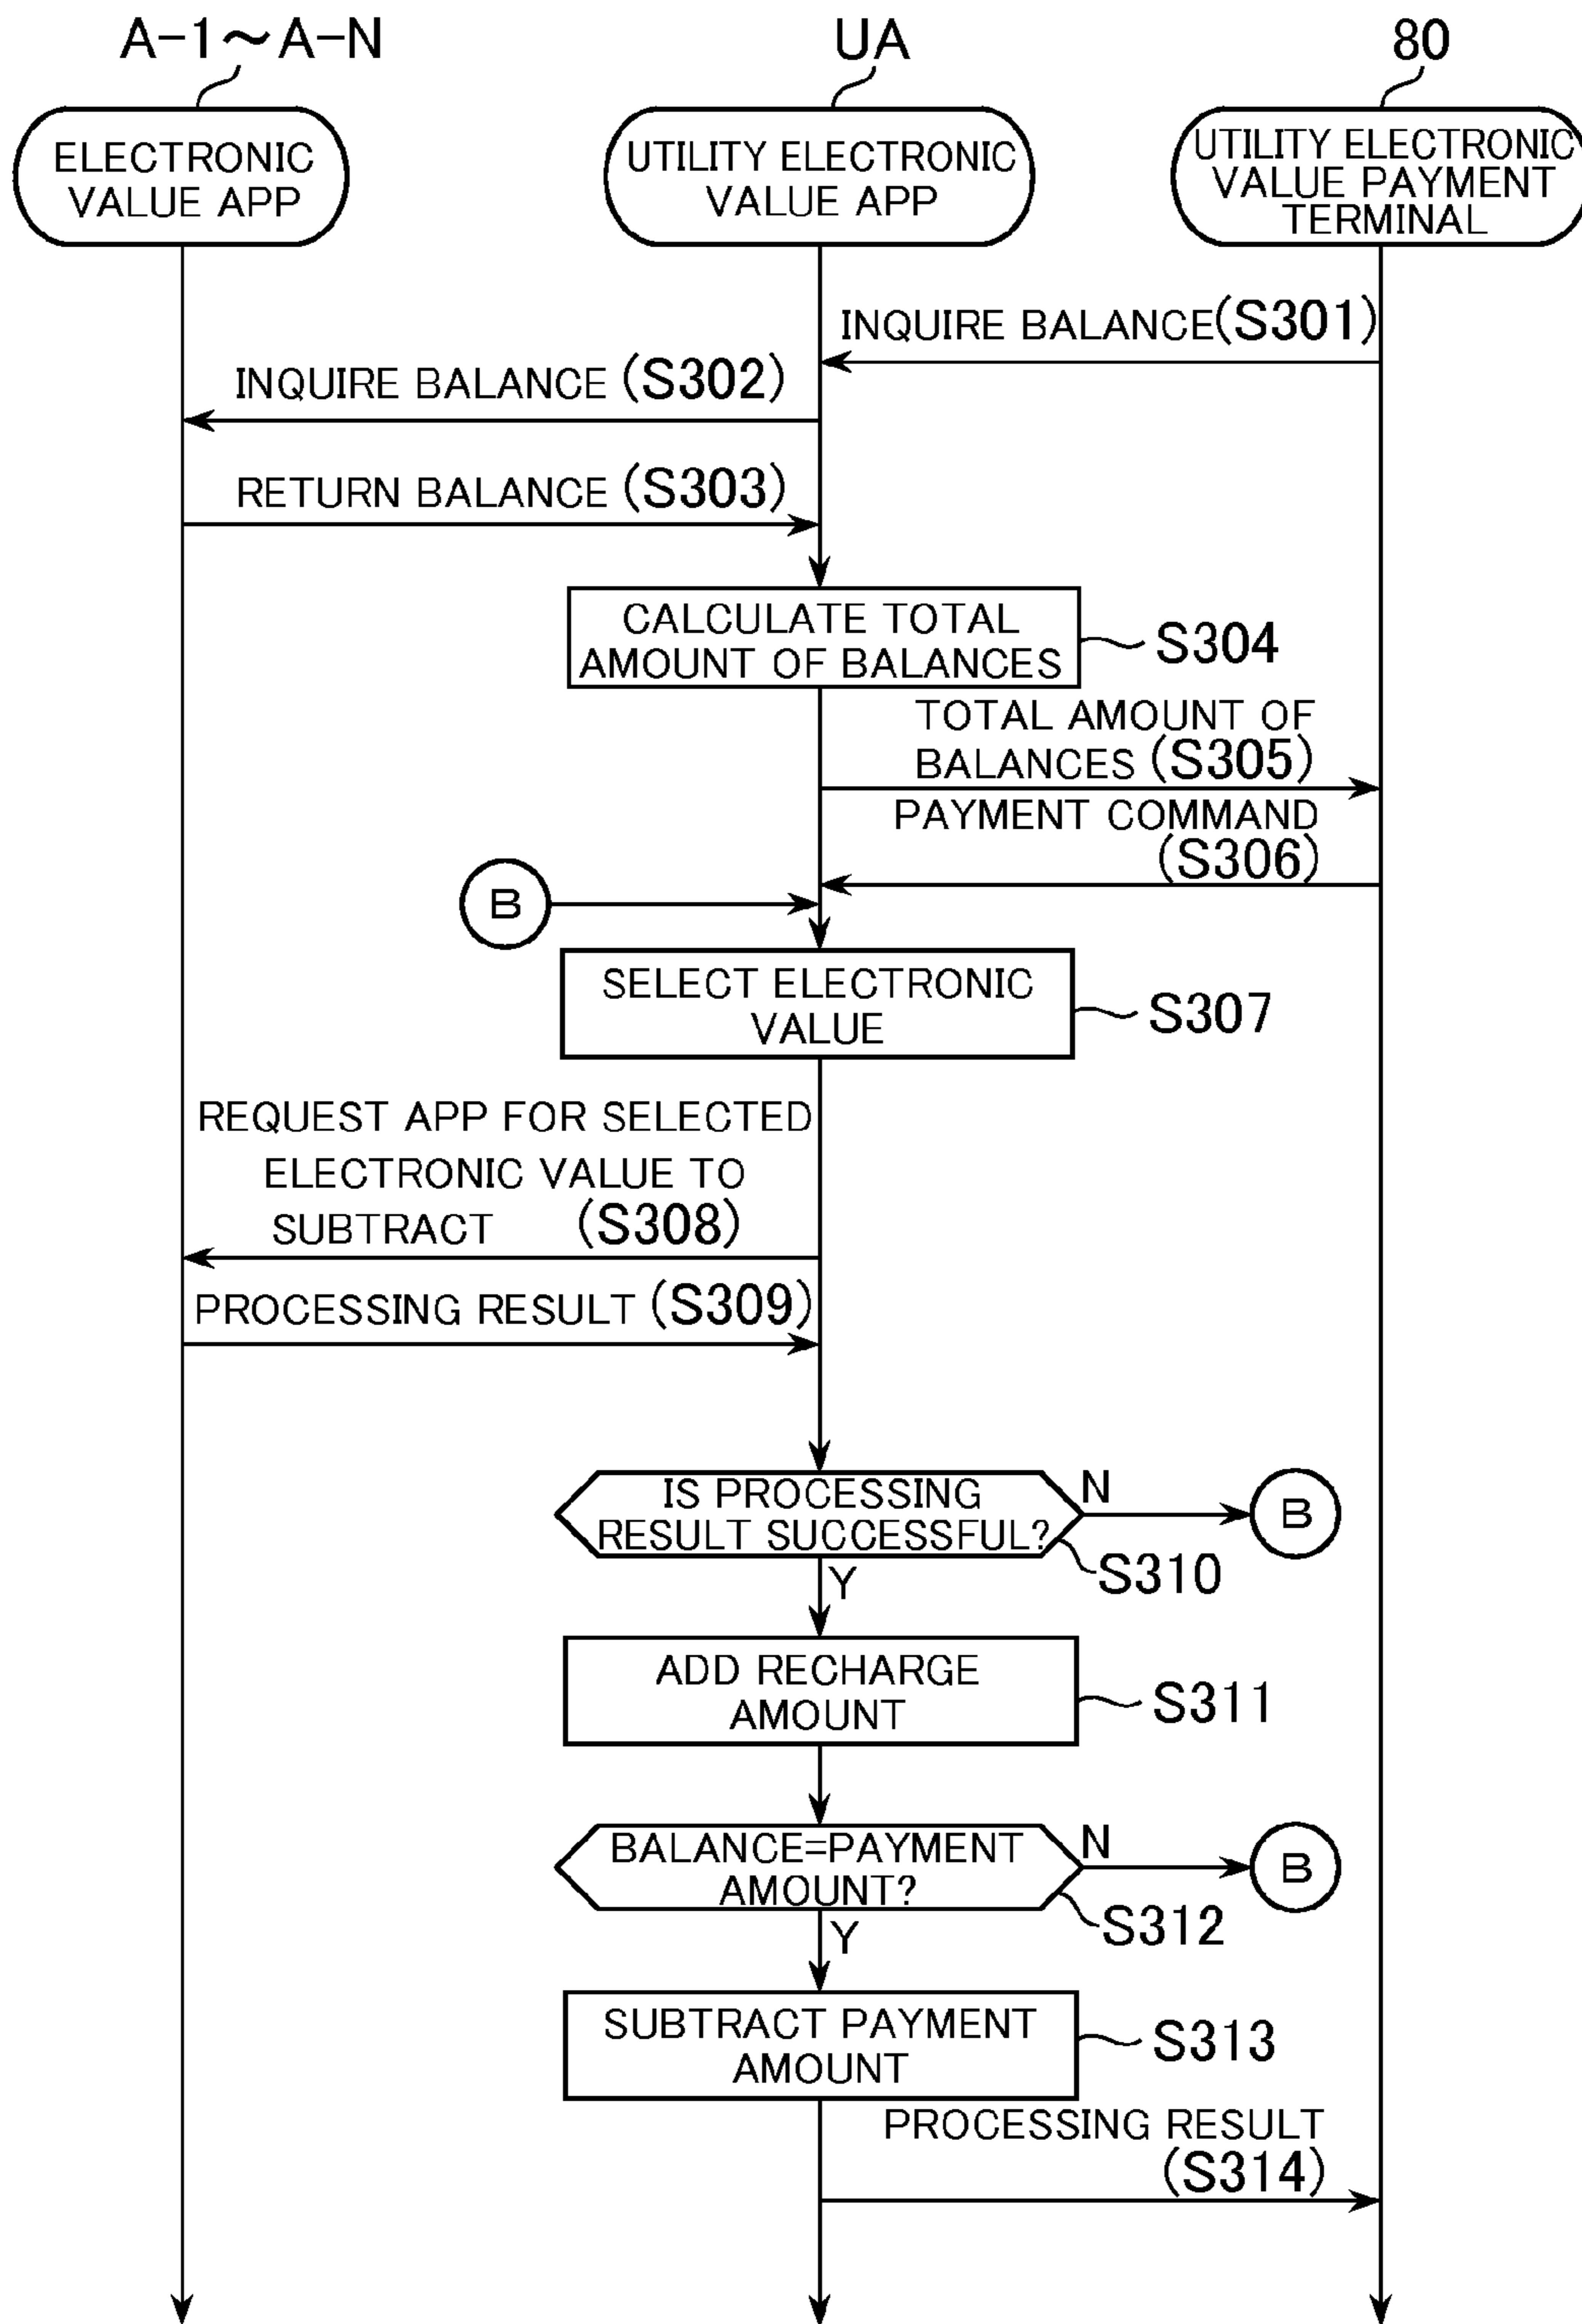 A-1～A-N
UA
80
ELECTRONIC
VALUE APP
UTILITY ELECTRONIC
VALUE APP
UTILITY ELECTRONIC
VALUE PAYMENT
TERMINAL
INQUIRE BALANCE(S301)
INQUIRE BALANCE (S302)
RETURN BALANCE (S303)
CALCULATE TOTAL
AMOUNT OF BALANCES
S304
TOTAL AMOUNT OF
BALANCES (S305)
PAYMENT COMMAND
(S306)
B
SELECT ELECTRONIC
VALUE
S307
REQUEST APP FOR SELECTED
ELECTRONIC VALUE TO
SUBTRACT (S308)
PROCESSING RESULT (S309)
IS PROCESSING
RESULT SUCCESSFUL?
N
B
S310
Y
ADD RECHARGE
AMOUNT
S311
BALANCE=PAYMENT
AMOUNT?
N
B
S312
Y
SUBTRACT PAYMENT
AMOUNT
S313
PROCESSING RESULT
(S314)